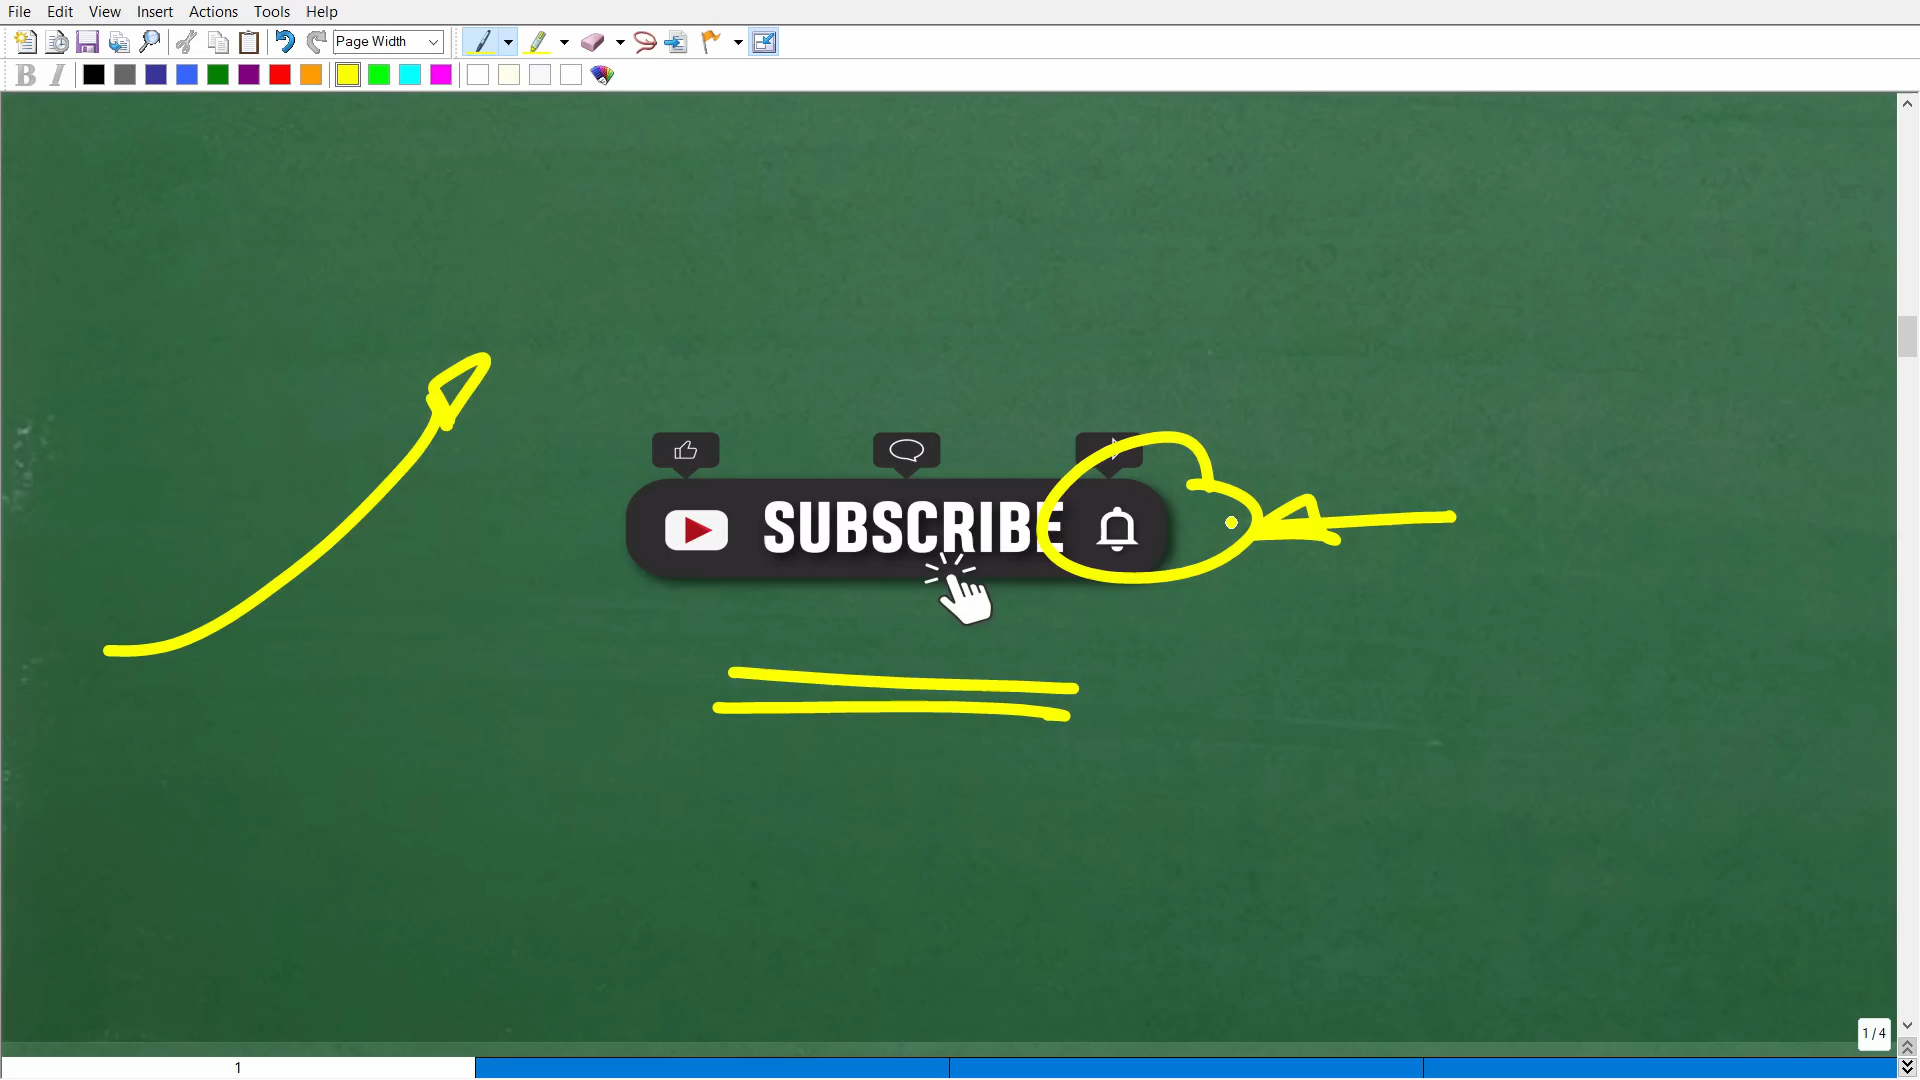 File Edit View Insert Actions Tools Help
Page Width
B I
SUBSCRIBE
1 / 4
1